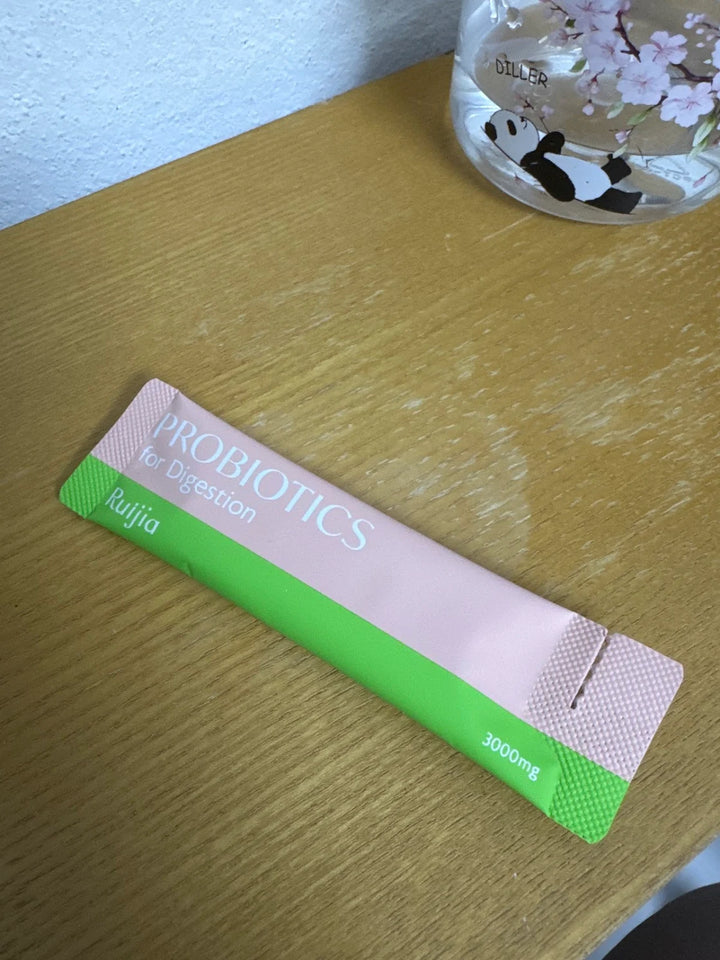 DILLER
PROBIOTICS
for Digestion
Ruijia
3000mg